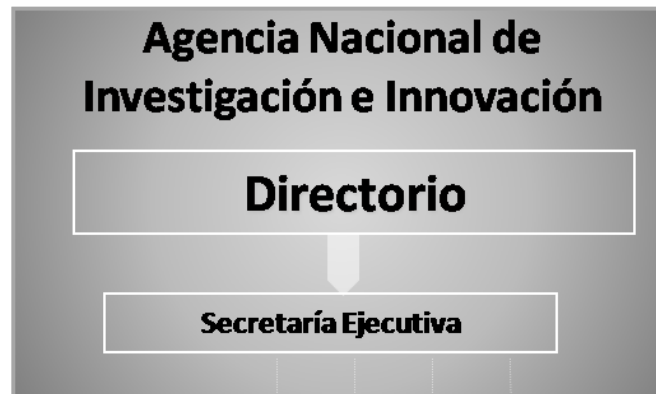 Agencia Nacional de
Investigación e Innovación
Directorio
Secretaría Ejecutiva